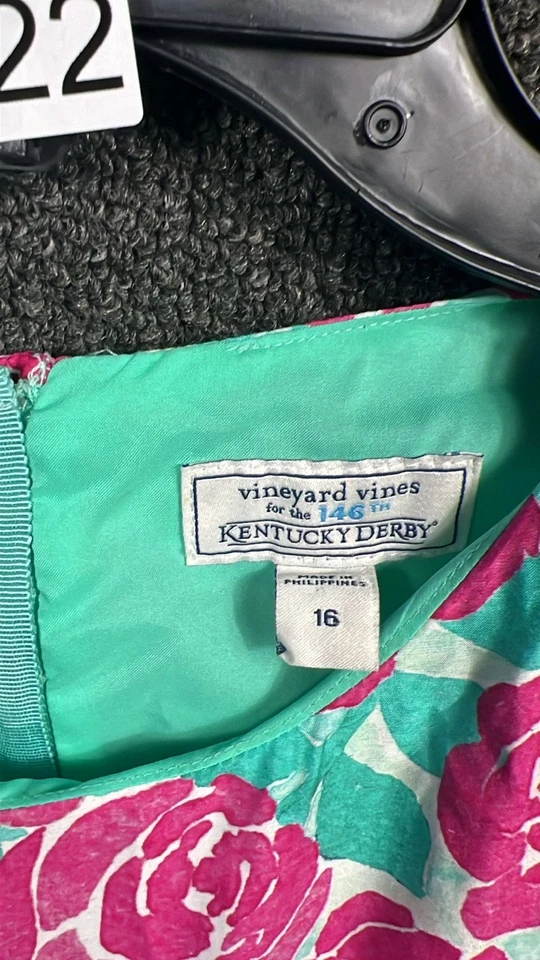 22
vineyard vines
for the 146TH
KENTUCKY DERBY®
MADE IN
PHILIPPINES
16